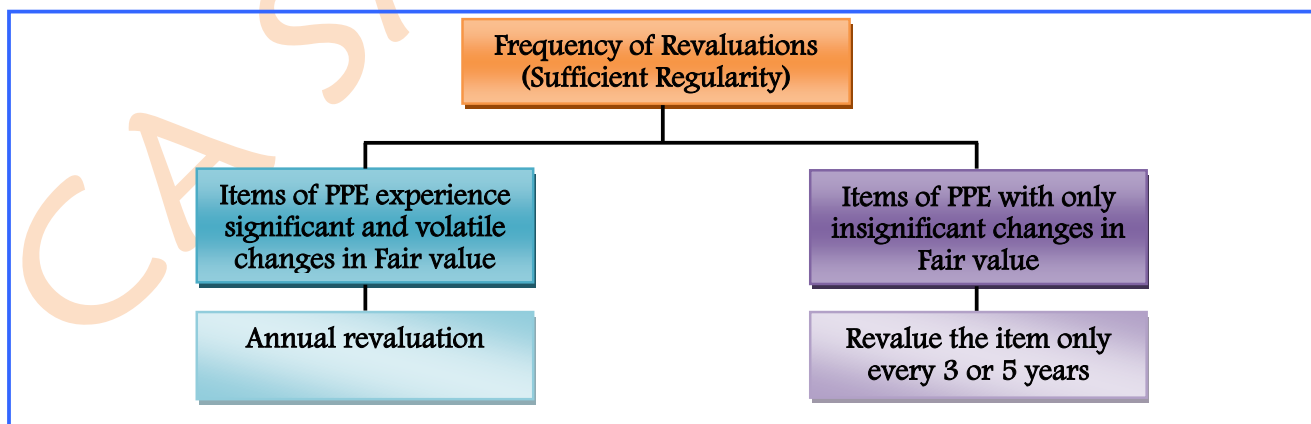 Frequency of Revaluations
(Sufficient Regularity)
Items of PPE experience
significant and volatile
changes in Fair value
Items of PPE with only
insignificant changes in
Fair value
Annual revaluation
Revalue the item only
every 3 or 5 years
CA